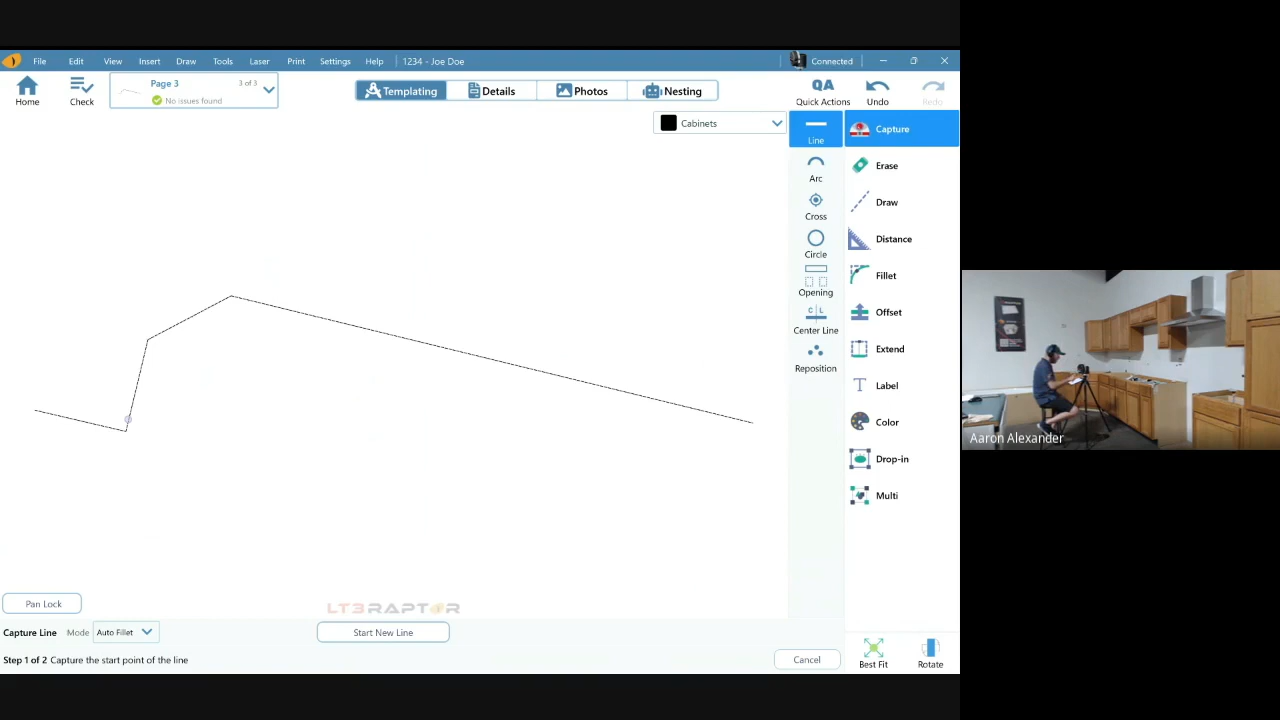 File Edit View Insert Draw Tools Laser Print Settings Help 1234 - Joe Doe Connected
Home
Check
Page 3
3 of 3
No issues found
Templating
Details
Photos
Nesting
QA
Quick Actions
Undo
Redo
Cabinets
Line
Arc
Cross
Circle
Opening
C L
Center Line
Reposition
Capture
Erase
Draw
Distance
Fillet
Offset
Extend
Label
Color
Drop-in
Multi
Aaron Alexander
Pan Lock
LT3RAPTOR
Capture Line Mode Auto Fillet
Start New Line
Step 1 of 2 Capture the start point of the line
Cancel
Best Fit
Rotate